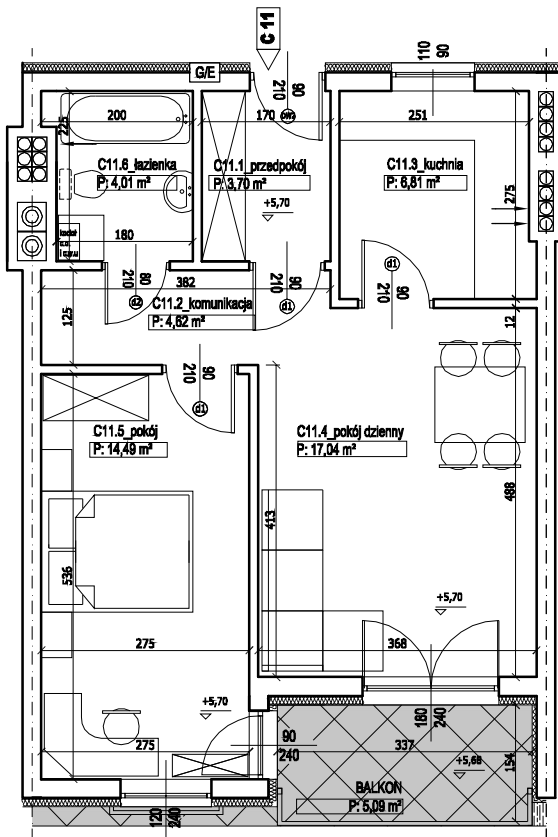 C 11
G/E
90
210
110
90
200
170
251
225
C11.6_łazienka
P: 4,01 m²
C11.1_przedpokój
P: 3,70 m²
C11.3_kuchnia
P: 6,81 m²
+5,70
275
180
80
210
d2
382
90
210
d1
90
210
d1
C11.2_komunikacja
P: 4,62 m²
125
12
90
210
d1
C11.5_pokój
P: 14,49 m²
C11.4_pokój dzienny
P: 17,04 m²
413
488
536
+5,70
275
368
+5,70
180
240
275
90
240
337
154
+5,68
BALKON
P: 5,09 m²
120
240